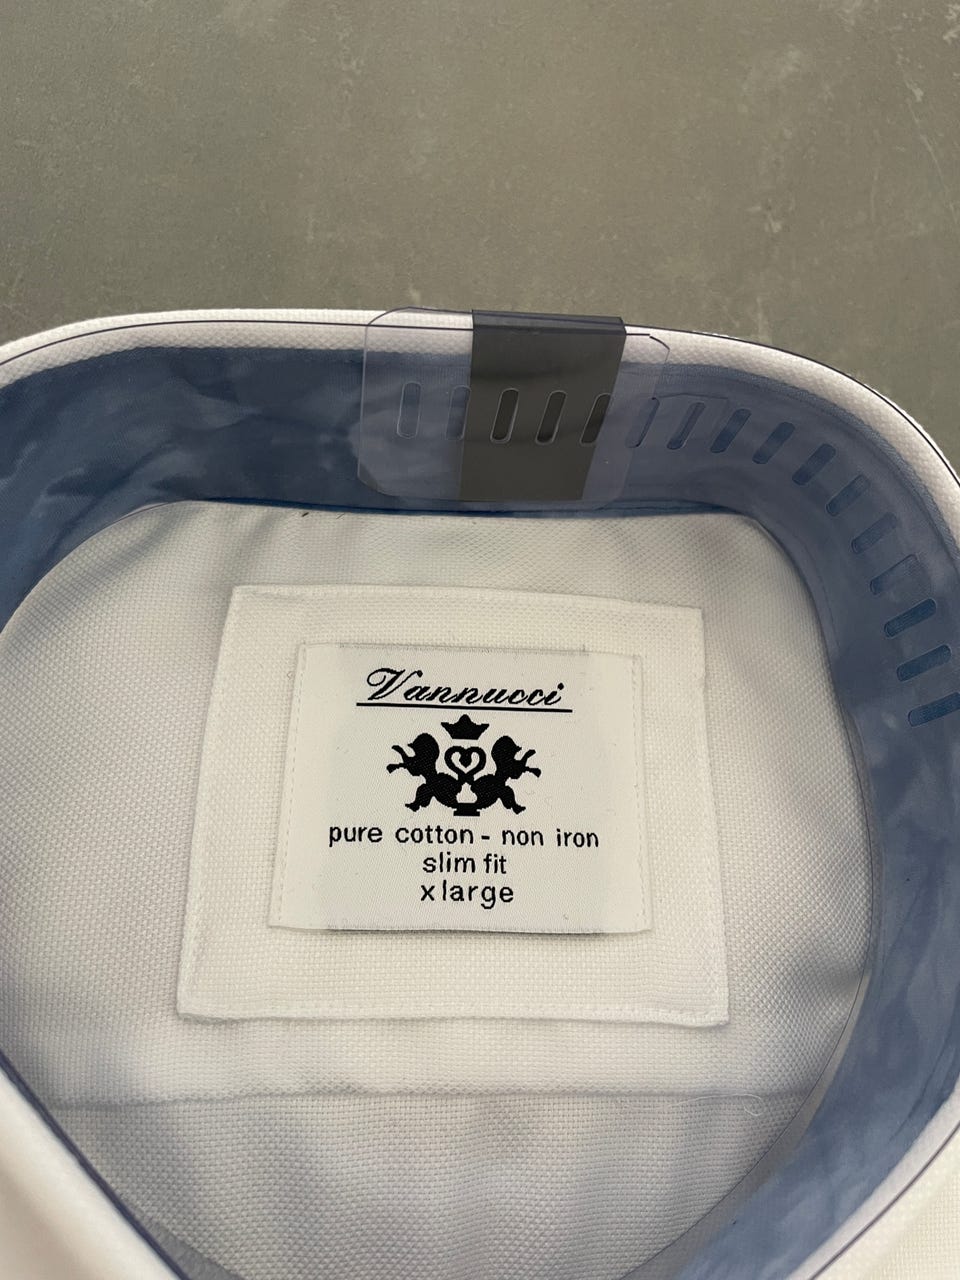 Vannucci
pure cotton - non iron
slim fit
x large